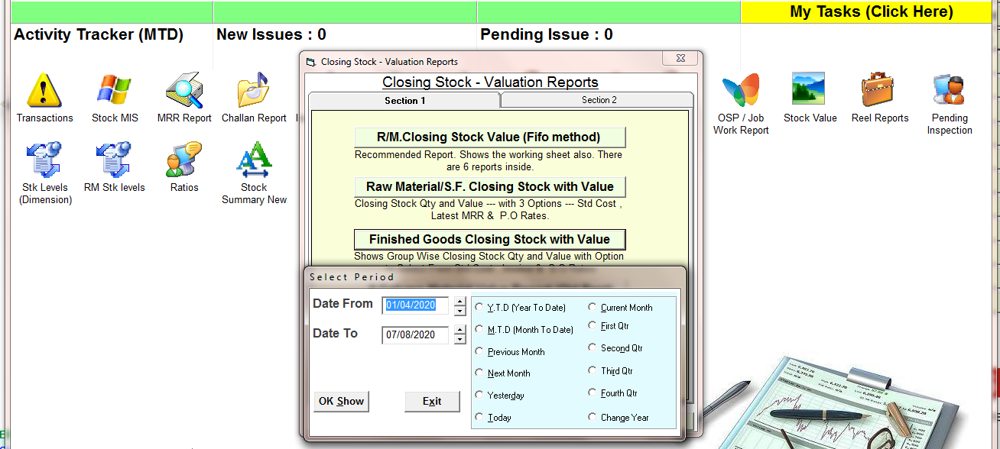 My Tasks (Click Here)
Activity Tracker (MTD)
New Issues : 0
Pending Issue : 0
Closing Stock - Valuation Reports
Closing Stock - Valuation Reports
Section 1
Section 2
Transactions
Stock MIS
MRR Report
Challan Report
OSP / Job
Work Report
Stock Value
Reel Reports
Pending
Inspection
R/M.Closing Stock Value (Fifo method)
Recommended Report. Shows the working sheet also. There
are 6 reports inside.
Stk Levels
(Dimension)
RM Stk levels
Ratios
Stock
Summary New
Raw Material/S.F. Closing Stock with Value
Closing Stock Qty and Value --- with 3 Options --- Std Cost ,
Latest MRR & P.O Rates.
Finished Goods Closing Stock with Value
Shows Group Wise Closing Stock Qty and Value with Option
Select Period
Date From
01/04/2020
Date To
07/08/2020
Y.T.D (Year To Date)
M.T.D (Month To Date)
Previous Month
Next Month
Yesterday
Today
Current Month
First Qtr
Second Qtr
Third Qtr
Fourth Qtr
Change Year
OK Show
Exit